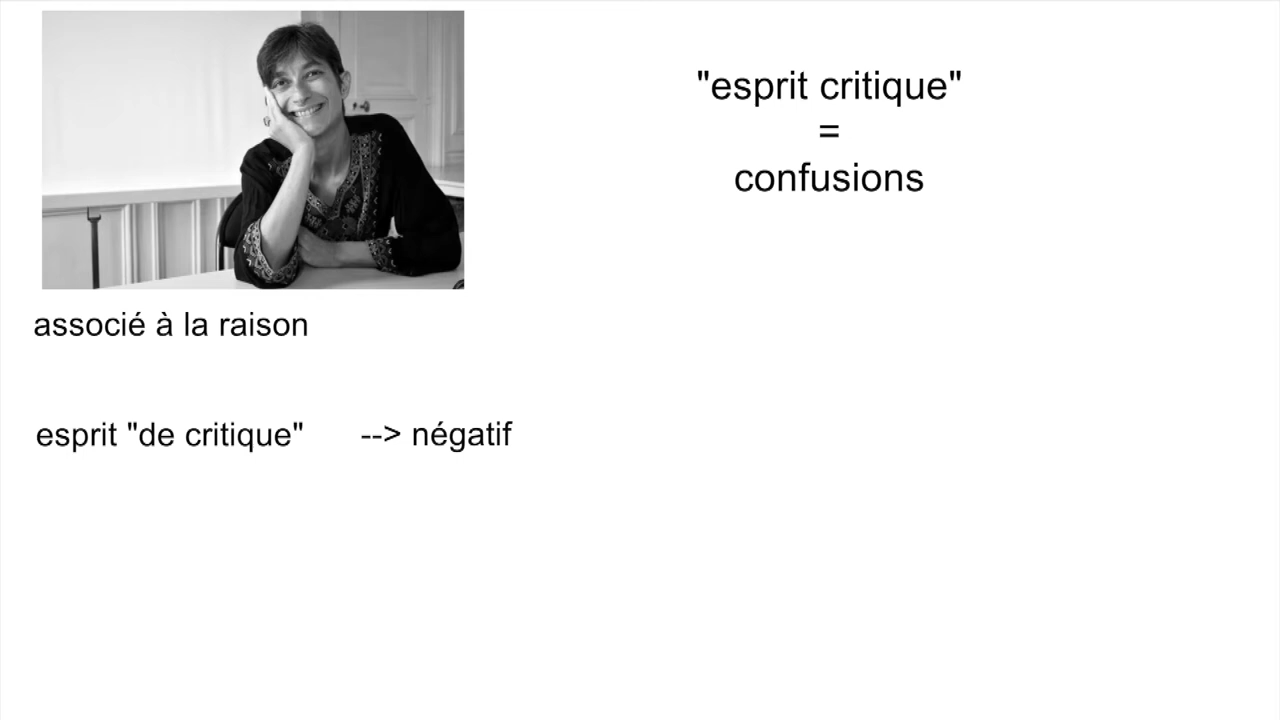 "esprit critique"
=
confusions
associé à la raison
esprit "de critique" --> négatif